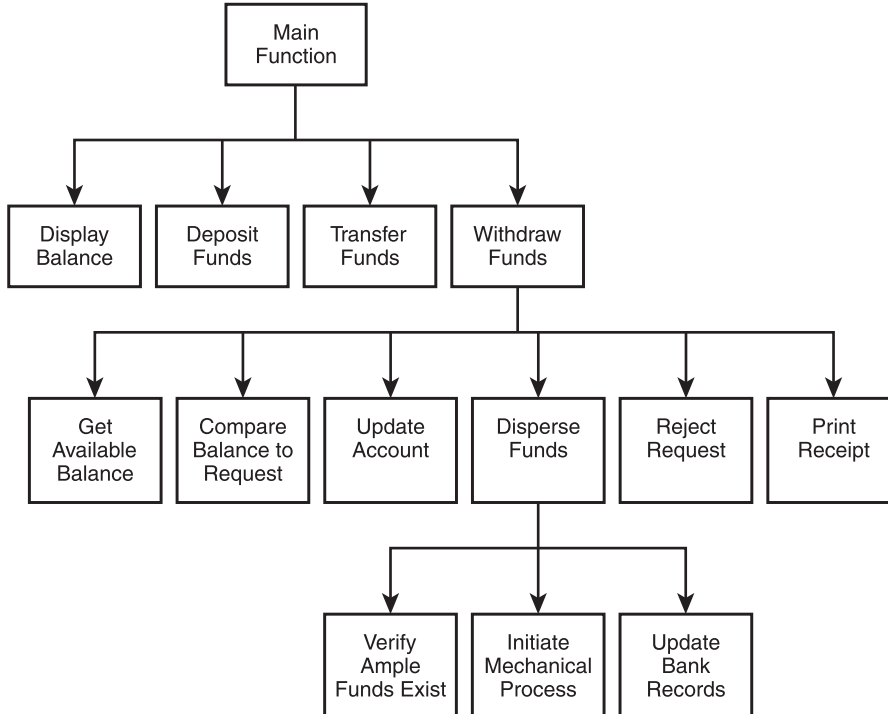 Main
Function
Display
Balance
Deposit
Funds
Transfer
Funds
Withdraw
Funds
Get
Available
Balance
Compare
Balance to
Request
Update
Account
Disperse
Funds
Reject
Request
Print
Receipt
Verify
Ample
Funds Exist
Initiate
Mechanical
Process
Update
Bank
Records